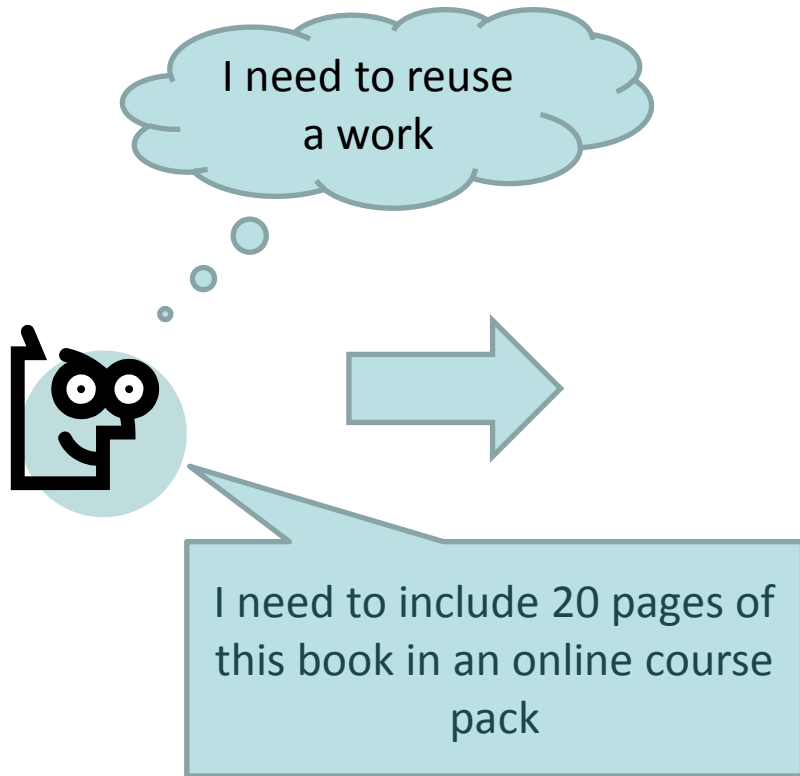 I need to reuse
a work
I need to include 20 pages of
this book in an online course
pack